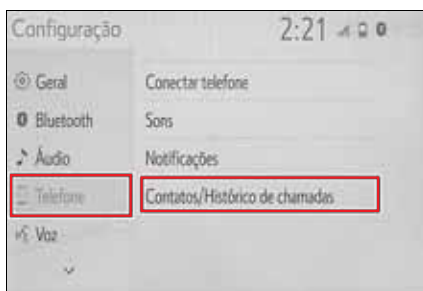 Configuração 2:21
Geral
Conectar telefone
Bluetooth
Sons
Áudio
Notificações
Telefone
Contatos/Histórico de chamadas
Voz